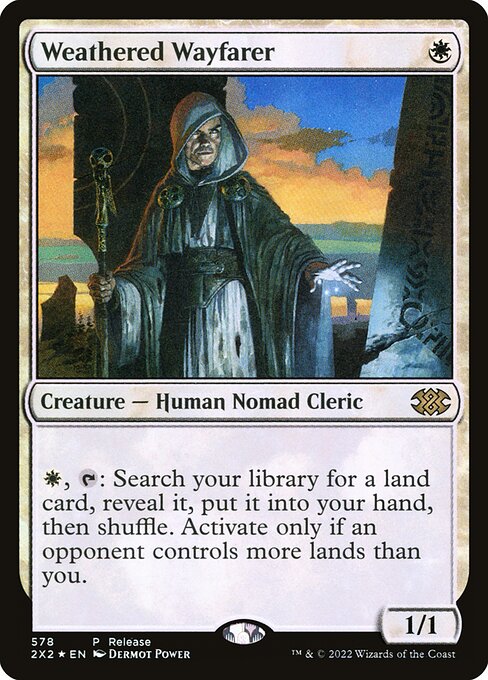 Weathered Wayfarer
Creature — Human Nomad Cleric
: Search your library for a land
card, reveal it, put it into your hand,
then shuffle. Activate only if an
opponent controls more lands than
you.
1/1
578 P Release
2X2 ★ EN Dermot Power
™ & © 2022 Wizards of the Coast